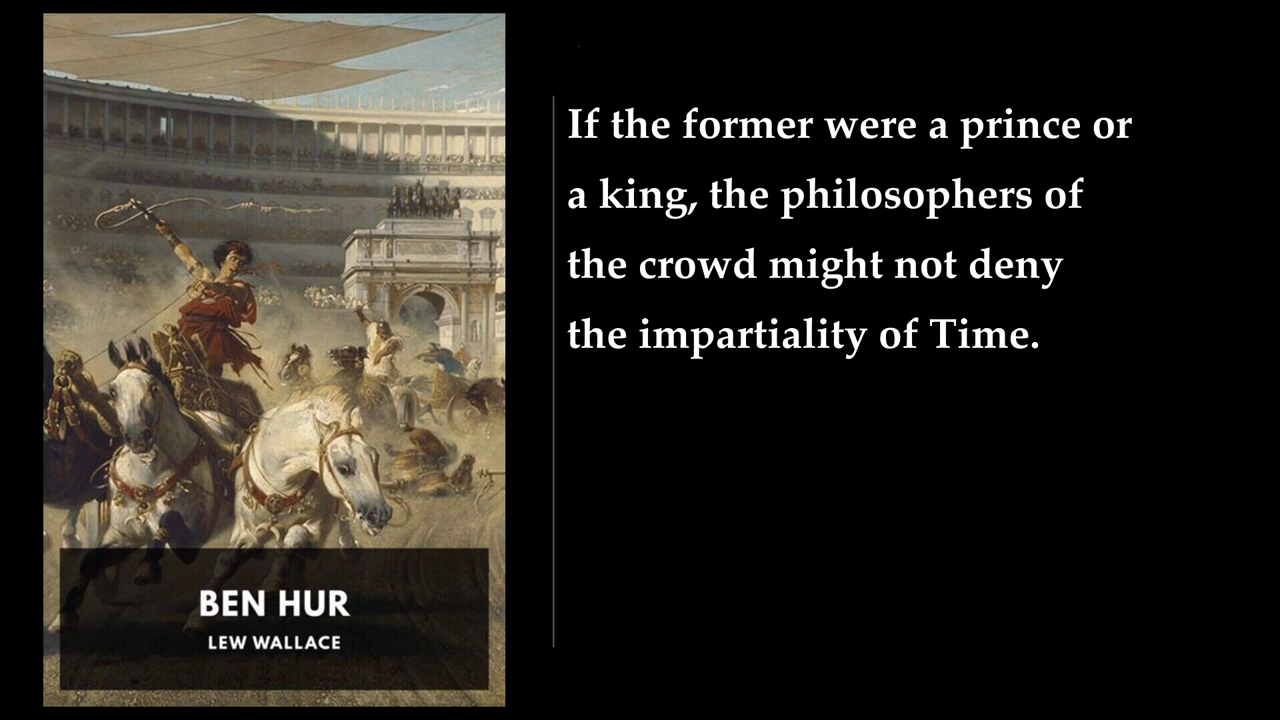 If the former were a prince or
a king, the philosophers of
the crowd might not deny
the impartiality of Time.
BEN HUR
LEW WALLACE